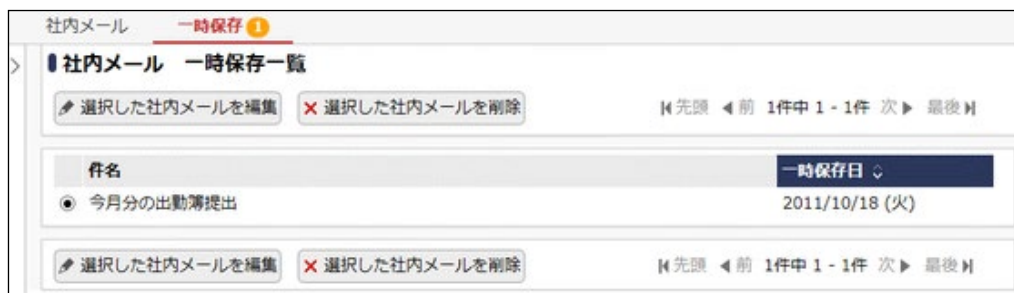 社内メール 一時保存 1
社内メール 一時保存一覧
選択した社内メールを編集 選択した社内メールを削除 先頭 前 1件中 1 - 1件 次 最後
件名 一時保存日
今月分の出勤簿提出 2011/10/18 (火)
選択した社内メールを編集 選択した社内メールを削除 先頭 前 1件中 1 - 1件 次 最後